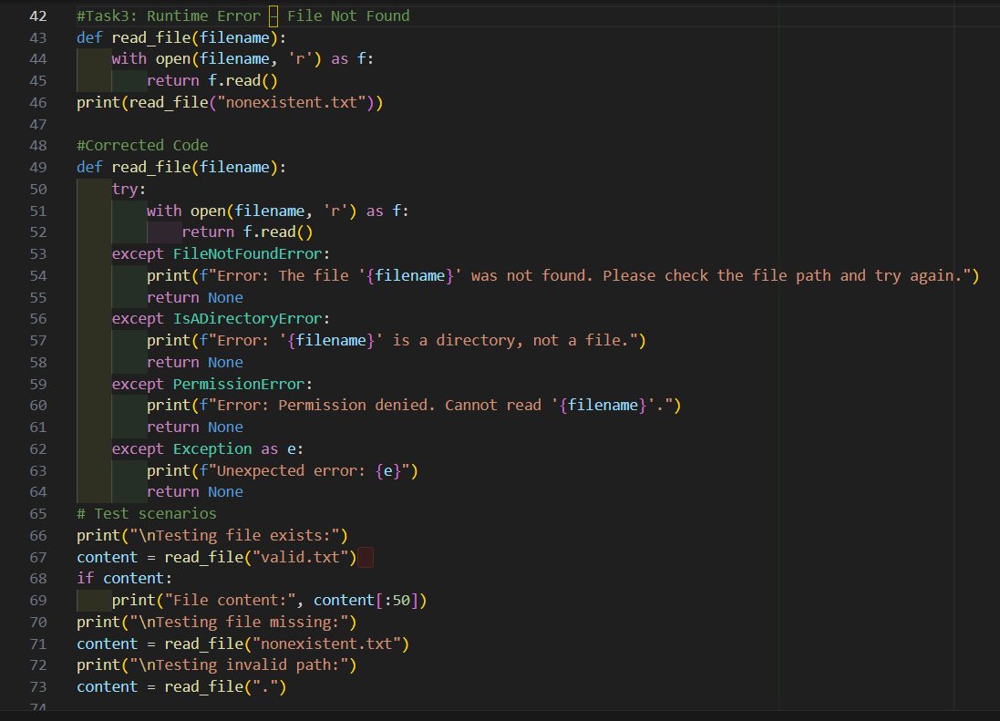 42 #Task3: Runtime Error – File Not Found
43 def read_file(filename):
44     with open(filename, 'r') as f:
45         return f.read()
46 print(read_file("nonexistent.txt"))
47
48 #Corrected Code
49 def read_file(filename):
50     try:
51         with open(filename, 'r') as f:
52             return f.read()
53     except FileNotFoundError:
54         print(f"Error: The file '{filename}' was not found. Please check the file path and try again.")
55         return None
56     except IsADirectoryError:
57         print(f"Error: '{filename}' is a directory, not a file.")
58         return None
59     except PermissionError:
60         print(f"Error: Permission denied. Cannot read '{filename}'.")
61         return None
62     except Exception as e:
63         print(f"Unexpected error: {e}")
64         return None
65 # Test scenarios
66 print("\nTesting file exists:")
67 content = read_file("valid.txt")
68 if content:
69     print("File content:", content[:50])
70 print("\nTesting file missing:")
71 content = read_file("nonexistent.txt")
72 print("\nTesting invalid path:")
73 content = read_file(".")
74